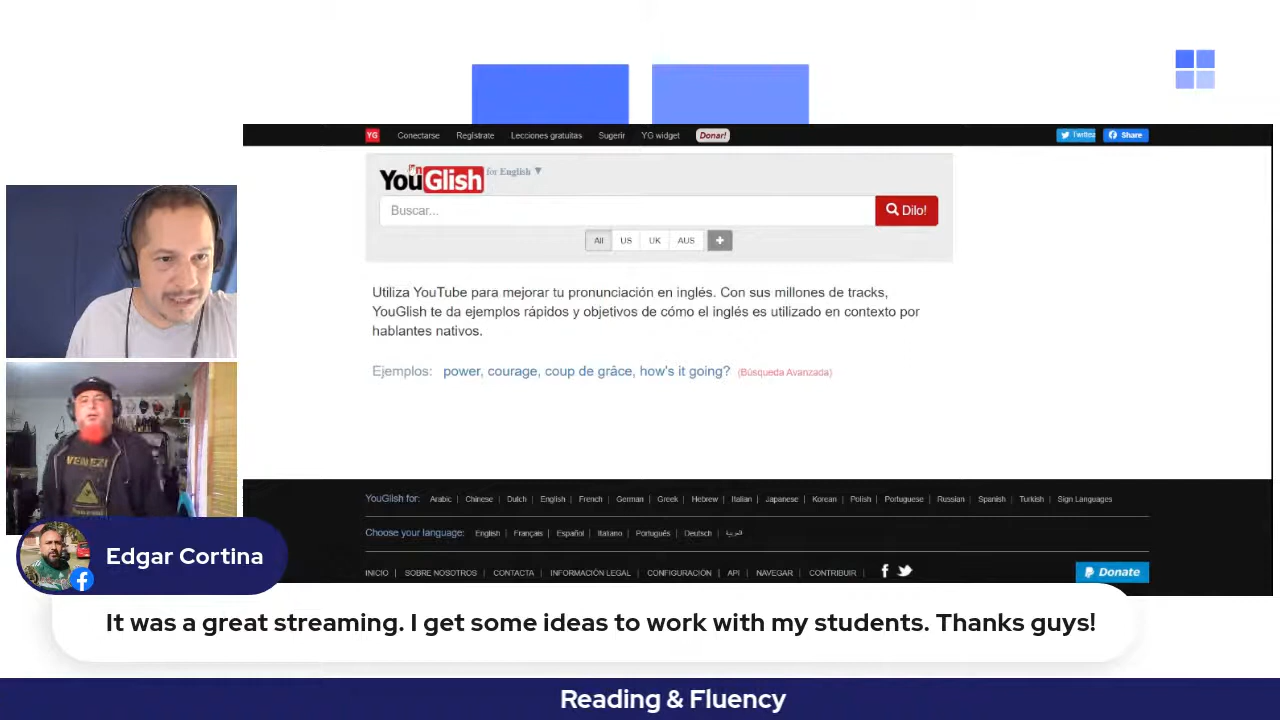 YG Conectarse Regístrate Lecciones gratuitas Sugerir YG widget Donar! Twittea Share
YouGlish for English ▼
Buscar... Dilo!
All US UK AUS +
Utiliza YouTube para mejorar tu pronunciación en inglés. Con sus millones de tracks,
YouGlish te da ejemplos rápidos y objetivos de cómo el inglés es utilizado en contexto por
hablantes nativos.
Ejemplos: power, courage, coup de grâce, how's it going? (Búsqueda Avanzada)
VENEZI
YouGlish for: Arabic | Chinese | Dutch | English | French | German | Greek | Hebrew | Italian | Japanese | Korean | Polish | Portuguese | Russian | Spanish | Turkish | Sign Languages
Choose your language: English | Français | Español | Italiano | Português | Deutsch | العربية
INICIO | SOBRE NOSOTROS | CONTACTA | INFORMACIÓN LEGAL | CONFIGURACIÓN | API | NAVEGAR | CONTRIBUIR | Donate
Edgar Cortina
It was a great streaming. I get some ideas to work with my students. Thanks guys!
Reading & Fluency